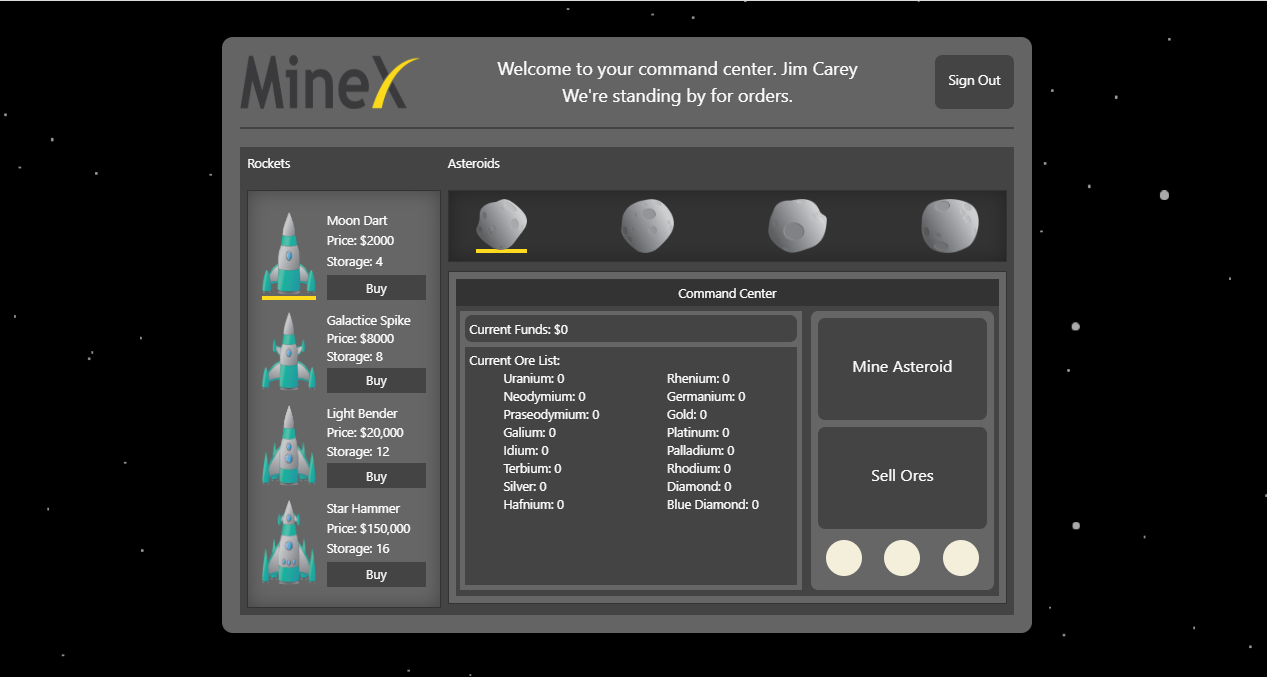 MineX
Welcome to your command center. Jim Carey
We're standing by for orders.
Sign Out
Rockets
Moon Dart
Price: $2000
Storage: 4
Buy
Galactice Spike
Price: $8000
Storage: 8
Buy
Light Bender
Price: $20,000
Storage: 12
Buy
Star Hammer
Price: $150,000
Storage: 16
Buy
Asteroids
Command Center
Current Funds: $0
Current Ore List:
Uranium: 0
Neodymium: 0
Praseodymium: 0
Galium: 0
Idium: 0
Terbium: 0
Silver: 0
Hafnium: 0
Rhenium: 0
Germanium: 0
Gold: 0
Platinum: 0
Palladium: 0
Rhodium: 0
Diamond: 0
Blue Diamond: 0
Mine Asteroid
Sell Ores